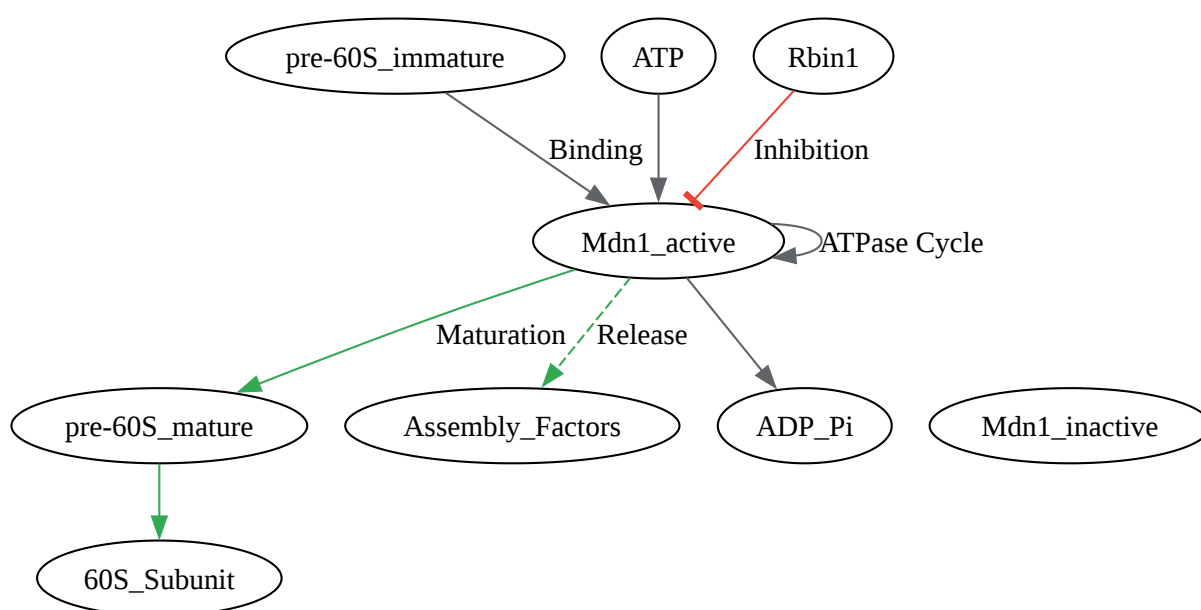 pre-60S_immature
ATP
Rbin1
Binding
Inhibition
Mdn1_active
ATPase Cycle
Maturation
Release
pre-60S_mature
Assembly_Factors
ADP_Pi
Mdn1_inactive
60S_Subunit